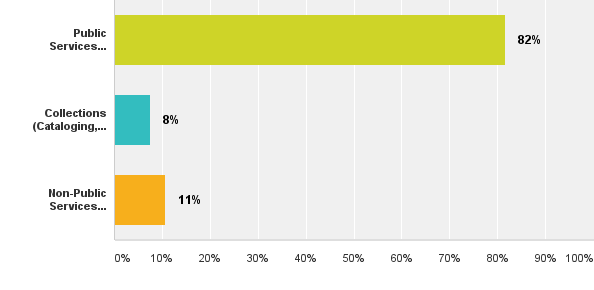 Public
Services...
82%
Collections
(Cataloging,...
8%
Non-Public
Services...
11%
0% 10% 20% 30% 40% 50% 60% 70% 80% 90% 100%